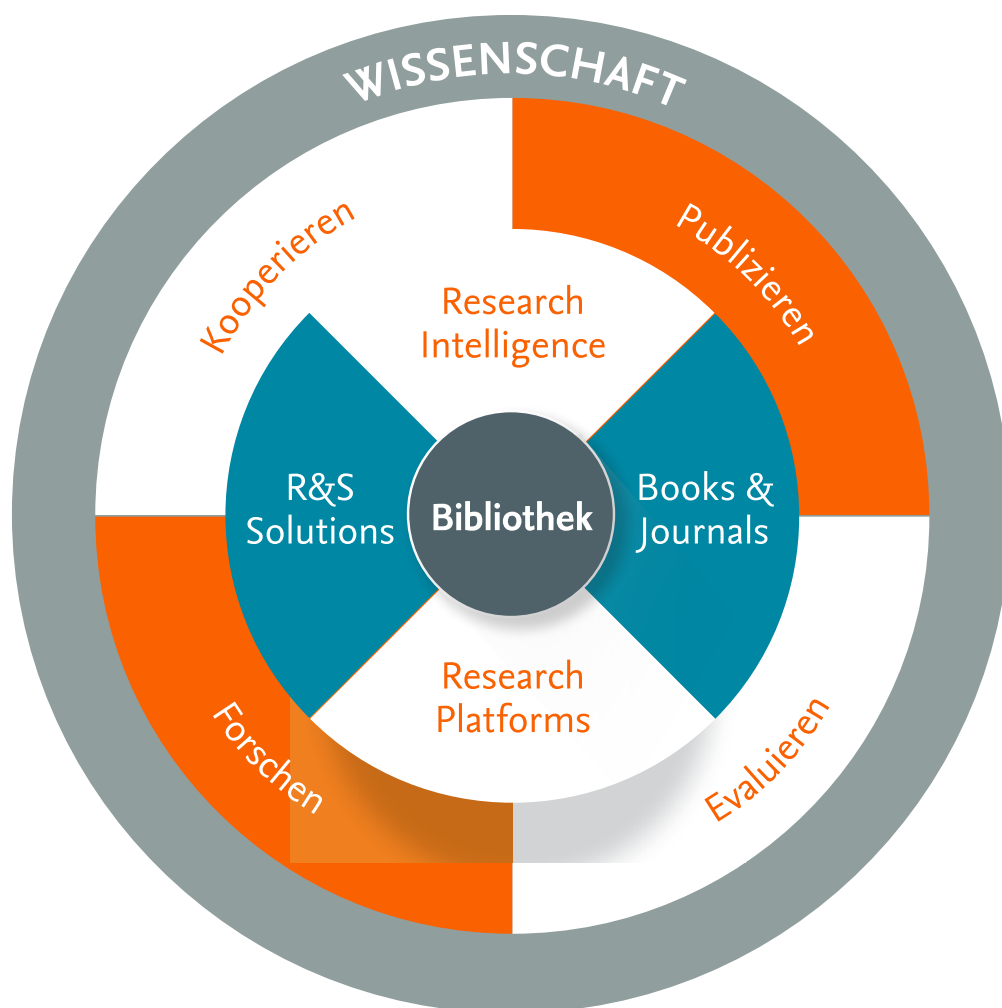 WISSENSCHAFT
Kooperieren
Publizieren
Research
Intelligence
R&S
Solutions
Bibliothek
Books &
Journals
Research
Platforms
Forschen
Evaluieren